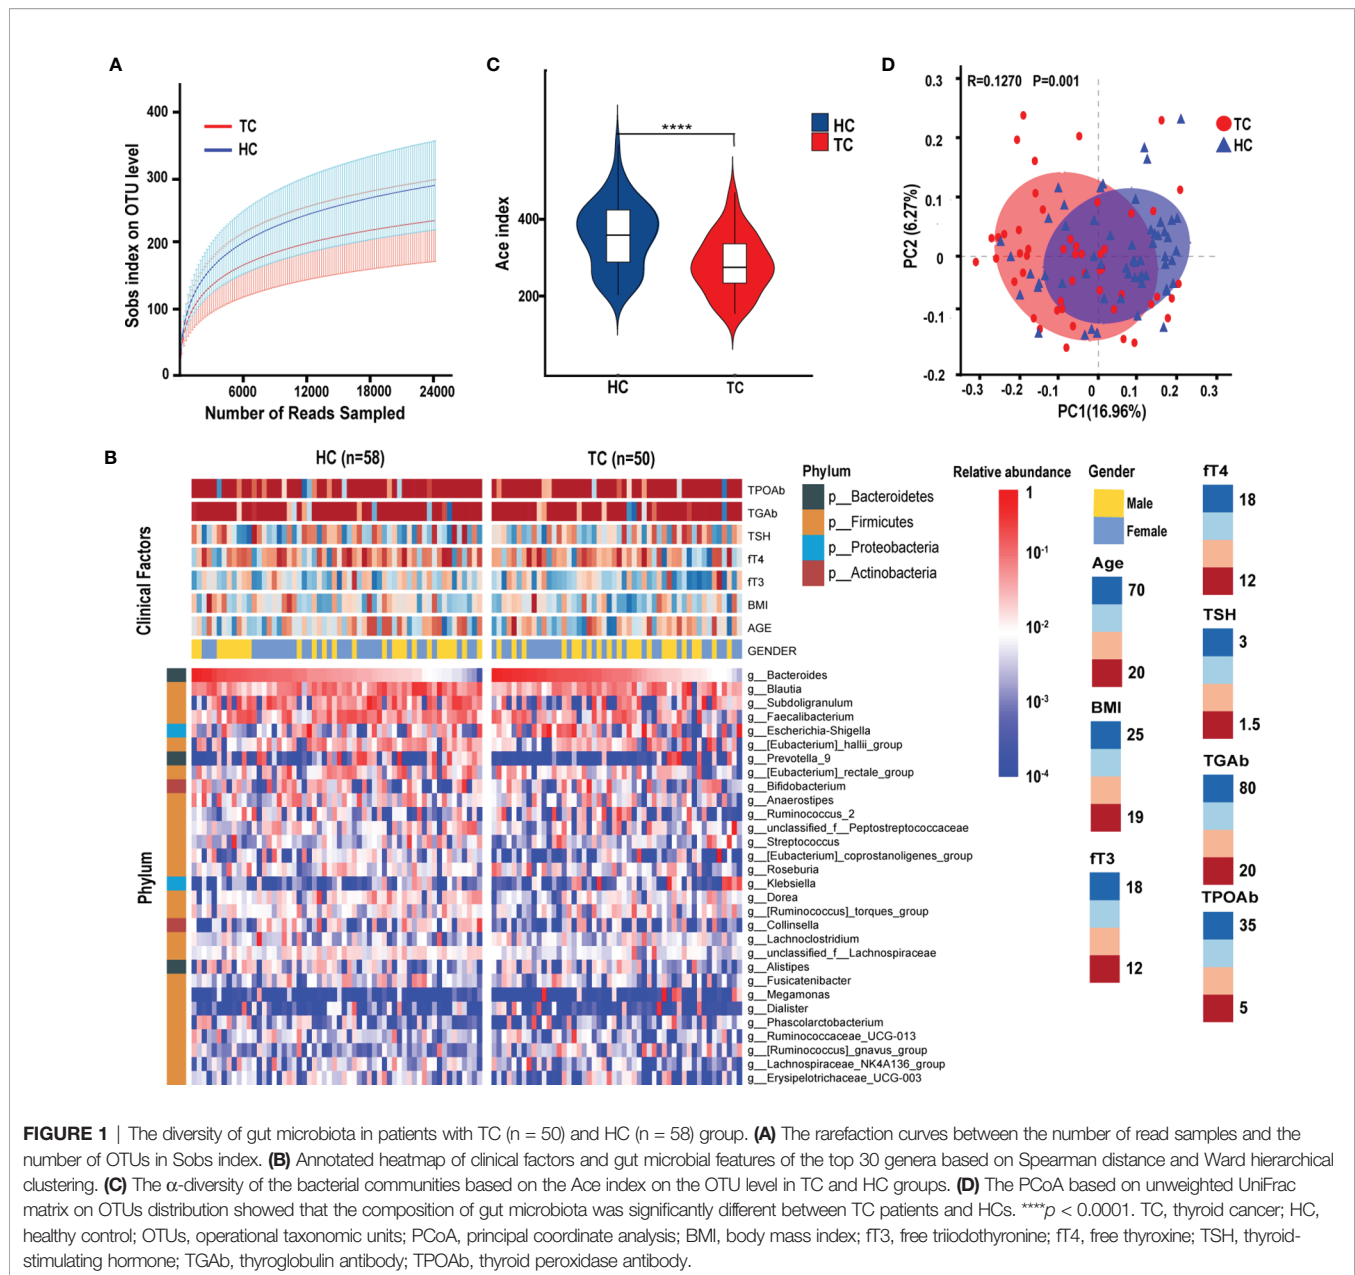 A
Sobs index on OTU level
400
300
200
100
0
TC
HC
6000 12000 18000 24000
Number of Reads Sampled
C
Ace index
400
200
****
HC
TC
HC TC
D
R=0.1270 P=0.001
PC2 (6.27%)
0.3
0.2
0.1
0
-0.1
-0.2
TC
HC
-0.3 -0.2 -0.1 0 0.1 0.2 0.3
PC1(16.96%)
B
HC (n=58) TC (n=50)
Clinical Factors
TPOAb
TGAb
TSH
fT4
fT3
BMI
AGE
GENDER
Phylum
g__Bacteroides
g__Blautia
g__Subdoligranulum
g__Faecalibacterium
g__Escherichia-Shigella
g__[Eubacterium]_hallii_group
g__Prevotella_9
g__[Eubacterium]_rectale_group
g__Bifidobacterium
g__Anaerostipes
g__Ruminococcus_2
g__unclassified_f__Peptostreptococcaceae
g__Streptococcus
g__[Eubacterium]_coprostanoligenes_group
g__Roseburia
g__Klebsiella
g__Dorea
g__[Ruminococcus]_torques_group
g__Collinsella
g__Lachnoclostridium
g__unclassified_f__Lachnospiraceae
g__Alistipes
g__Fusicatenibacter
g__Megamonas
g__Dialister
g__Phascolarctobacterium
g__Ruminococcaceae_UCG-013
g__[Ruminococcus]_gnavus_group
g__Lachnospiraceae_NK4A136_group
g__Erysipelotrichaceae_UCG-003
Phylum
p__Bacteroidetes
p__Firmicutes
p__Proteobacteria
p__Actinobacteria
Relative abundance
1
10-1
10-2
10-3
10-4
Gender
Male
Female
Age
70
20
BMI
25
19
fT3
18
12
fT4
18
12
TSH
3
1.5
TGAb
80
20
TPOAb
35
5
FIGURE 1 | The diversity of gut microbiota in patients with TC (n = 50) and HC (n = 58) group. (A) The rarefaction curves between the number of read samples and the
number of OTUs in Sobs index. (B) Annotated heatmap of clinical factors and gut microbial features of the top 30 genera based on Spearman distance and Ward hierarchical
clustering. (C) The α-diversity of the bacterial communities based on the Ace index on the OTU level in TC and HC groups. (D) The PCoA based on unweighted UniFrac
matrix on OTUs distribution showed that the composition of gut microbiota was significantly different between TC patients and HCs. ****p < 0.0001. TC, thyroid cancer; HC,
healthy control; OTUs, operational taxonomic units; PCoA, principal coordinate analysis; BMI, body mass index; fT3, free triiodothyronine; fT4, free thyroxine; TSH, thyroid-
stimulating hormone; TGAb, thyroglobulin antibody; TPOAb, thyroid peroxidase antibody.